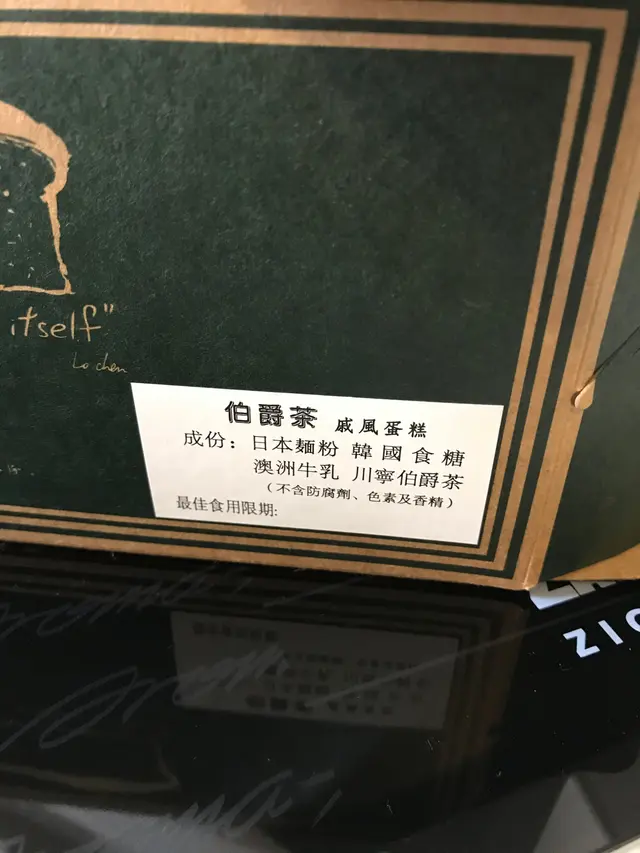 itself"
Lo chen
伯爵茶 戚風蛋糕
成份：日本麵粉 韓國食糖
澳洲牛乳 川寧伯爵茶
（不含防腐劑、色素及香精）
最佳食用限期: